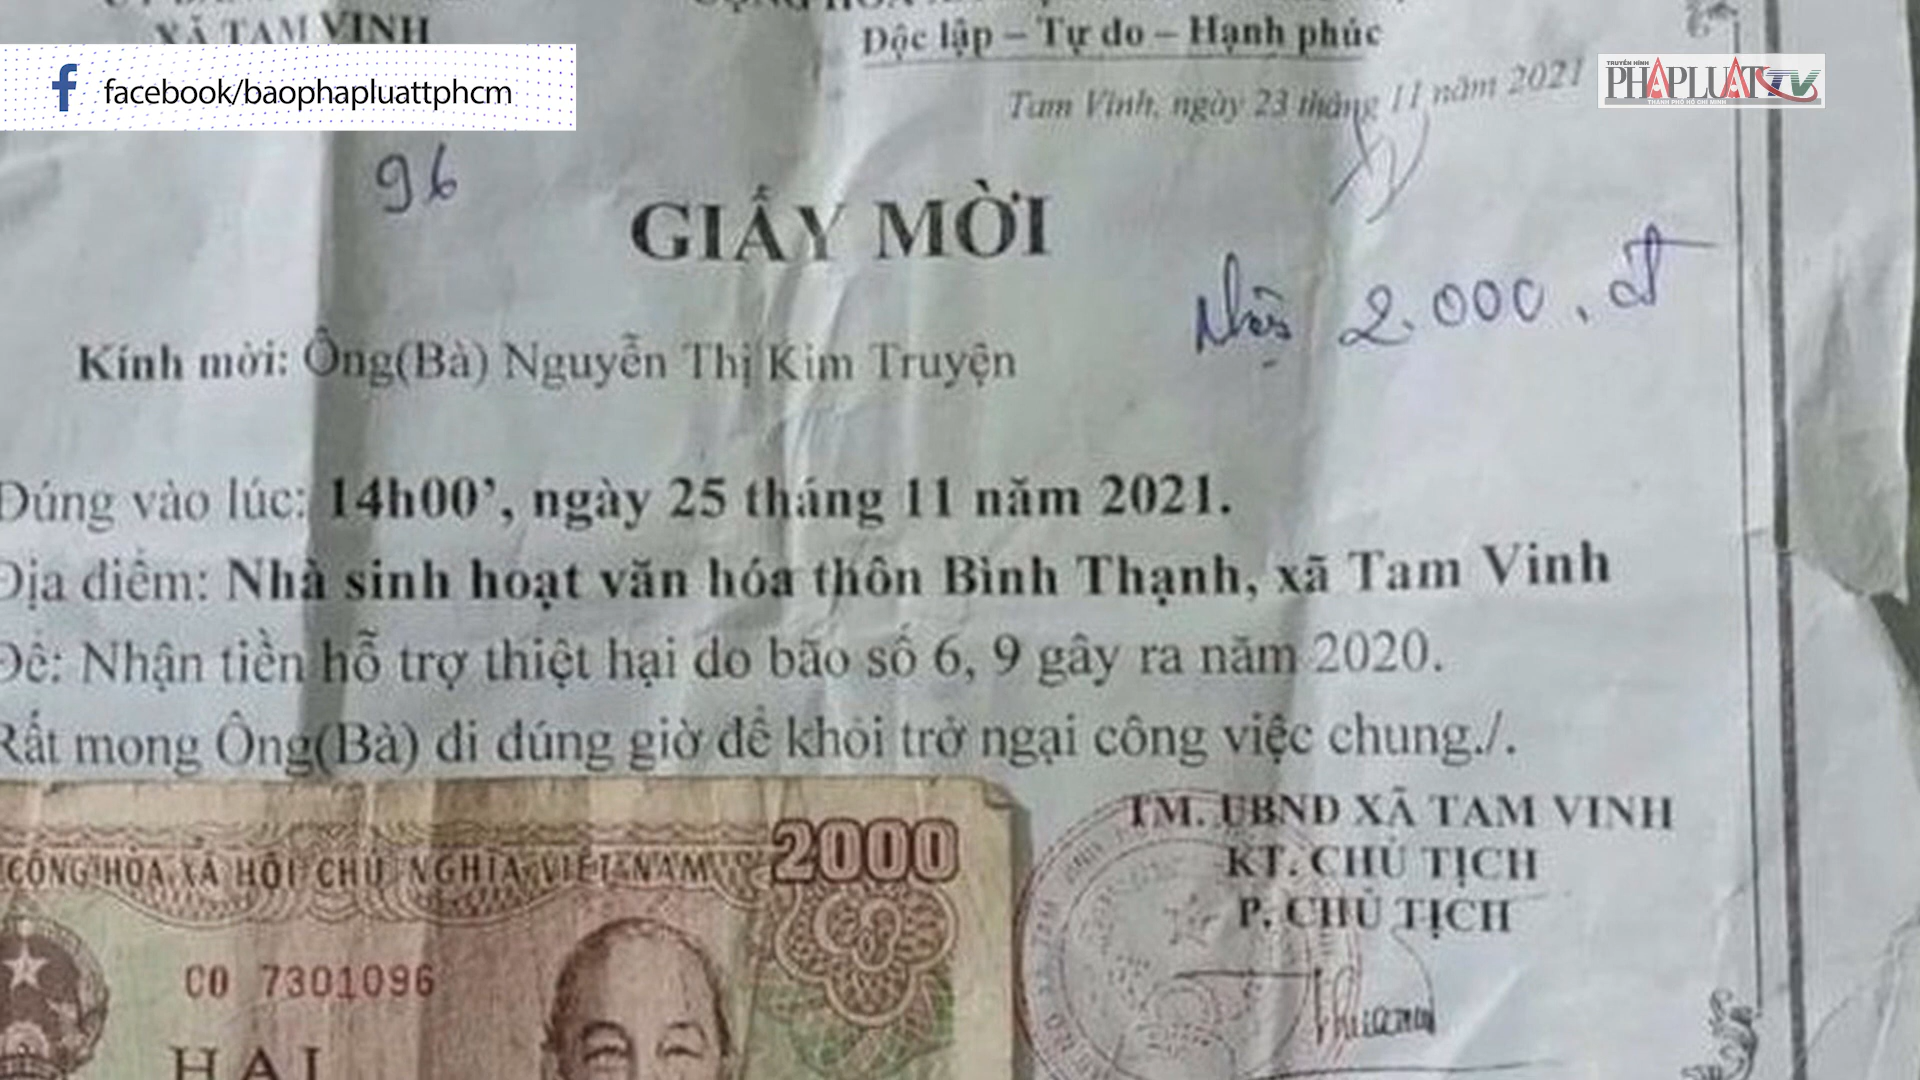 XÃ TAM VINH
Độc lập – Tự do – Hạnh phúc
facebook/baophapluattphcm
TRUYỀN HÌNH
PHÁPLUẬTTV
THÀNH PHỐ HỒ CHÍ MINH
Tam Vinh, ngày 23 tháng 11 năm 2021
96
GIẤY MỜI
Nhận 2.000,đ
Kính mời: Ông(Bà) Nguyễn Thị Kim Truyện
Đúng vào lúc: 14h00’, ngày 25 tháng 11 năm 2021.
Địa điểm: Nhà sinh hoạt văn hóa thôn Bình Thạnh, xã Tam Vinh
Để: Nhận tiền hỗ trợ thiệt hại do bão số 6, 9 gây ra năm 2020.
Rất mong Ông(Bà) đi đúng giờ để khỏi trở ngại công việc chung./.
TM. UBND XÃ TAM VINH
KT. CHỦ TỊCH
P. CHỦ TỊCH
CỘNG HÒA XÃ HỘI CHỦ NGHĨA VIỆT NAM 2000
CO 7301096
HAI